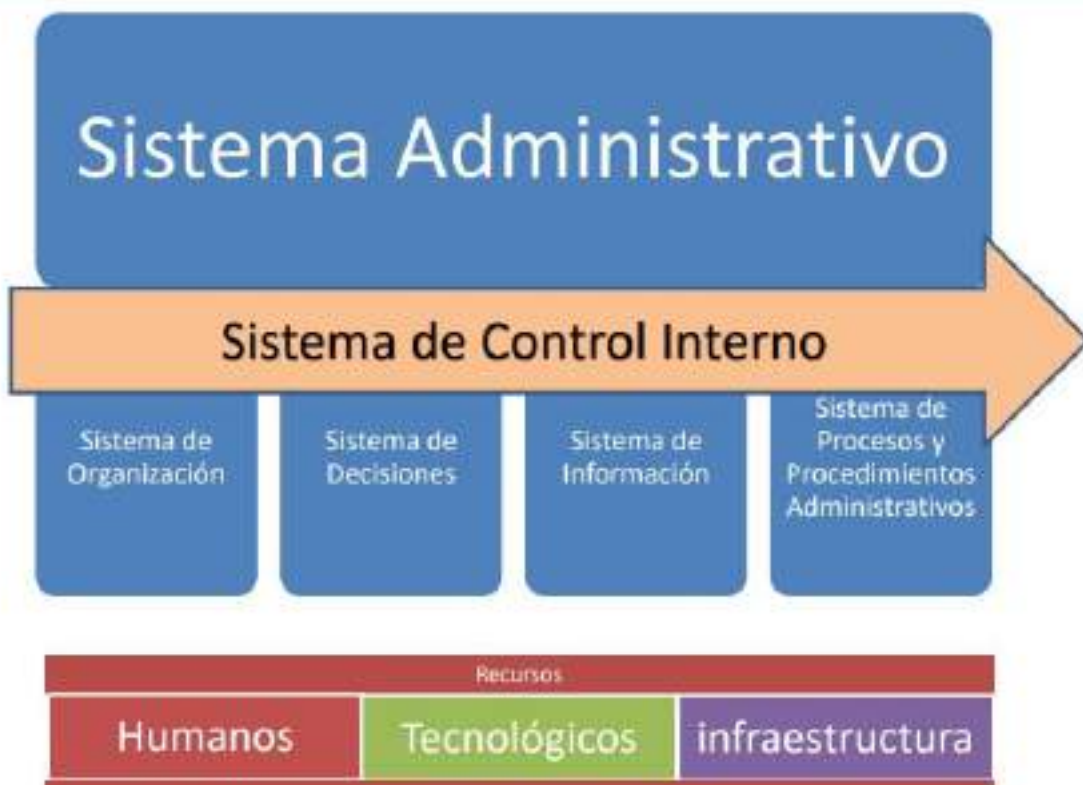 Sistema Administrativo
Sistema de Control Interno
Sistema de
Organización
Sistema de
Decisiones
Sistema de
Información
Sistema de
Procesos y
Procedimientos
Administrativos
Recursos
Humanos
Tecnológicos
infraestructura